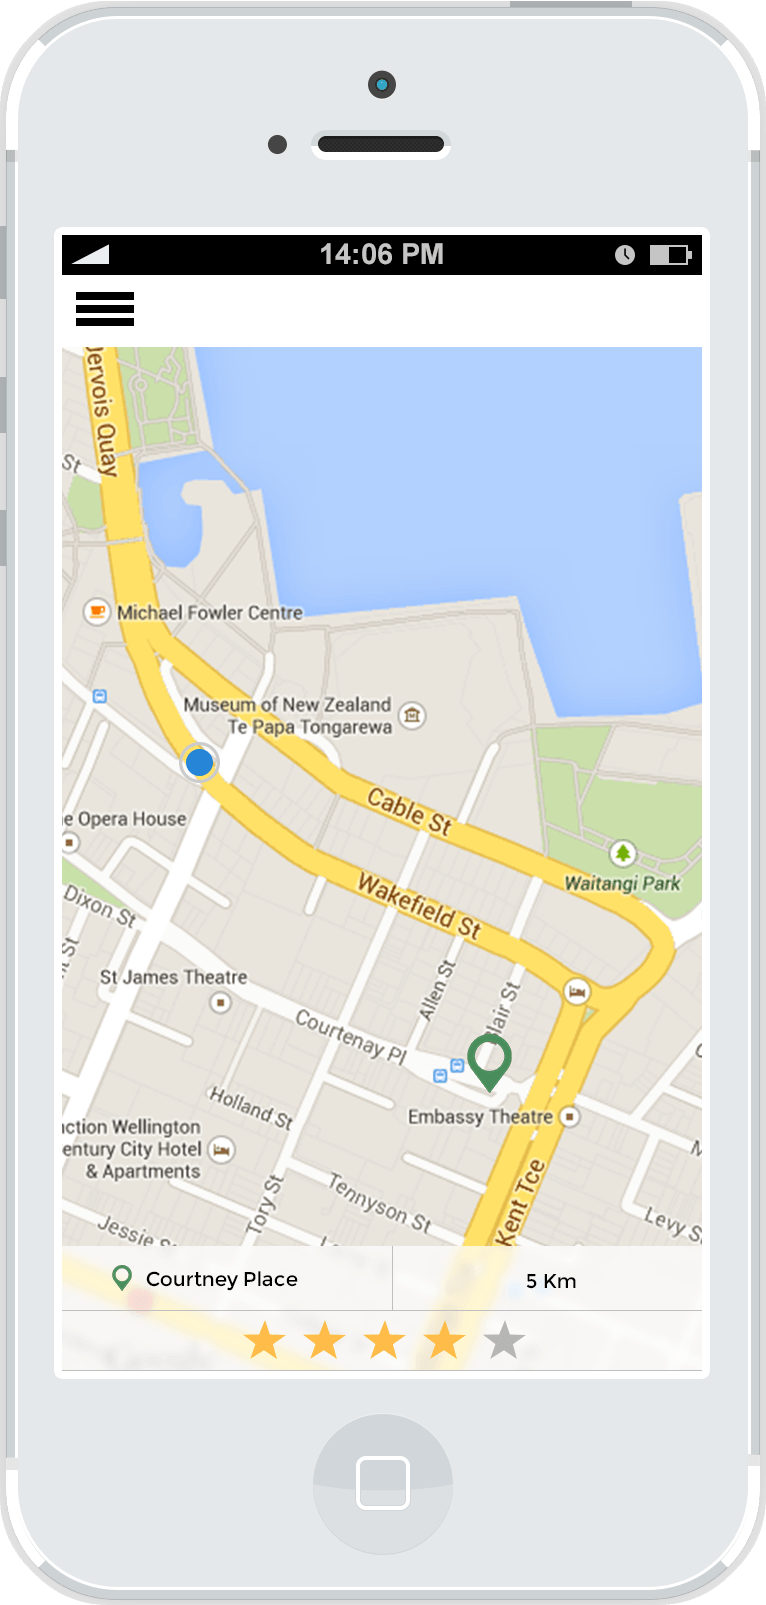 14:06 PM
Jervois Quay
St
Michael Fowler Centre
Museum of New Zealand
Te Papa Tongarewa
Cable St
e Opera House
Waitangi Park
Wakefield St
Dixon St
St
St James Theatre
Allen St
Blair St
Courtenay Pl
Embassy Theatre
Holland St
ction Wellington
entury City Hotel
& Apartments
Tory St
Tennyson St
Kent Tce
Levy S
Jessie St
Courtney Place
5 Km